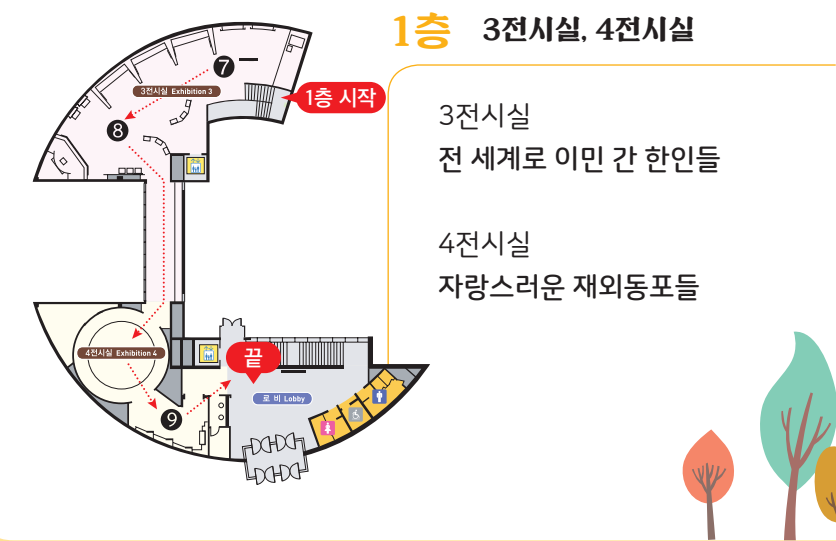 1층 3전시실, 4전시실
3전시실
전 세계로 이민 간 한인들
4전시실
자랑스러운 재외동포들
7
3전시실 Exhibition 3
1층 시작
8
4전시실 Exhibition 4
끝
로비 Lobby
9